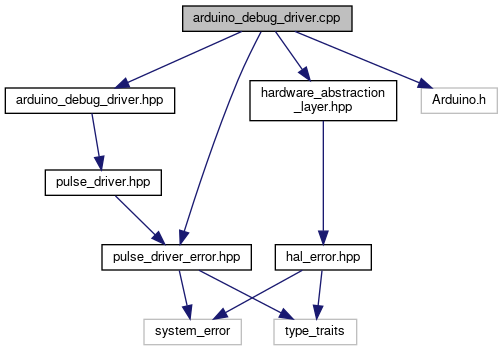 arduino_debug_driver.cpp
arduino_debug_driver.hpp
hardware_abstraction
_layer.hpp
Arduino.h
pulse_driver.hpp
pulse_driver_error.hpp
hal_error.hpp
system_error
type_traits